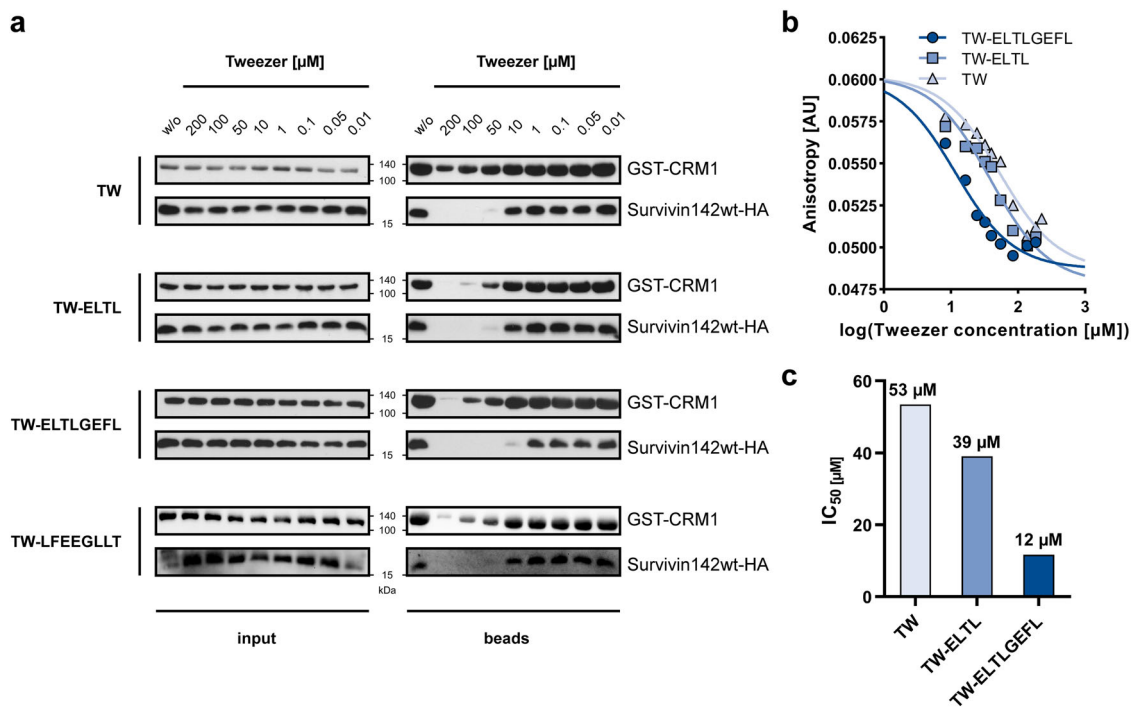 a
Tweezer [µM]
Tweezer [µM]
w/o 200 100 50 10 1 0.1 0.05 0.01
w/o 200 100 50 10 1 0.1 0.05 0.01
TW
140
100
GST-CRM1
15
Survivin142wt-HA
TW-ELTL
140
100
GST-CRM1
15
Survivin142wt-HA
TW-ELTLGEFL
140
100
GST-CRM1
15
Survivin142wt-HA
TW-LFEEGLLT
140
100
GST-CRM1
15
Survivin142wt-HA
kDa
input
beads
b
TW-ELTLGEFL
TW-ELTL
TW
Anisotropy [AU]
0.0625
0.0600
0.0575
0.0550
0.0525
0.0500
0.0475
0 1 2 3
log(Tweezer concentration [µM])
c
IC50 [µM]
60
40
20
0
53 µM
39 µM
12 µM
TW
TW-ELTL
TW-ELTLGEFL